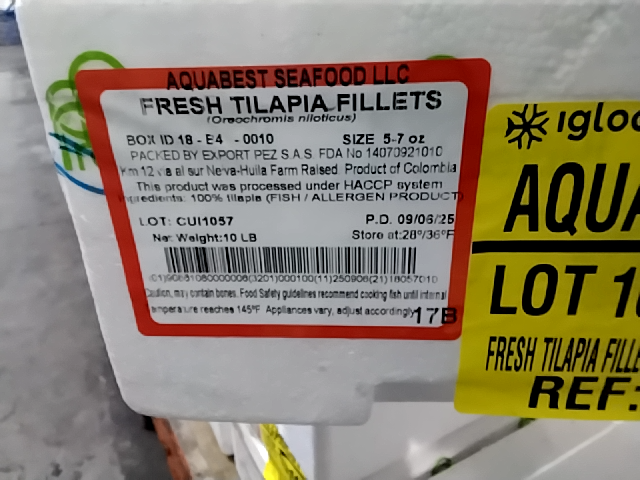 AQUABEST SEAFOOD LLC
FRESH TILAPIA FILLETS
(Oreochromis niloticus)
BOX ID 18 - B4 - 0010 SIZE 5-7 oz
PACKED BY EXPORT PEZ S.A.S. FDA No 14070921010
Km 12 via al sur Neiva-Huila Farm Raised Product of Colombia
This product was processed under HACCP system
Ingredients: 100% tilapia (FISH / ALLERGEN PRODUCT)
LOT: CUI1057 P.D. 09/06/25
Net Weight:10 LB Store at:28º/36ºF
Caution, may contain bones. Food Safety guidelines recommend cooking fish until internal
temperature reaches 145ºF Appliances vary, adjust accordingly
17B
igloo
AQUA
LOT 1
FRESH TILAPIA FILLE
REF: